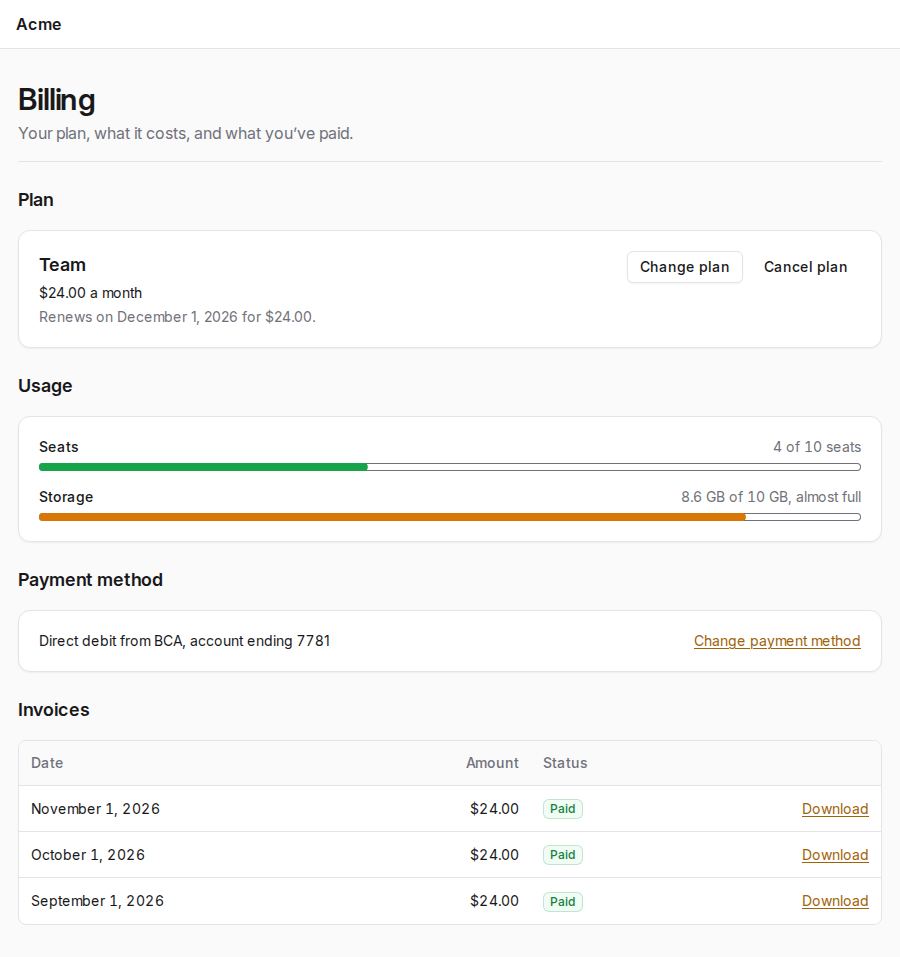 Acme
Billing
Your plan, what it costs, and what you’ve paid.
Plan
Team
Change plan
Cancel plan
$24.00 a month
Renews on December 1, 2026 for $24.00.
Usage
Seats
4 of 10 seats
Storage
8.6 GB of 10 GB, almost full
Payment method
Direct debit from BCA, account ending 7781
Change payment method
Invoices
Date Amount Status
November 1, 2026 $24.00 Paid Download
October 1, 2026 $24.00 Paid Download
September 1, 2026 $24.00 Paid Download